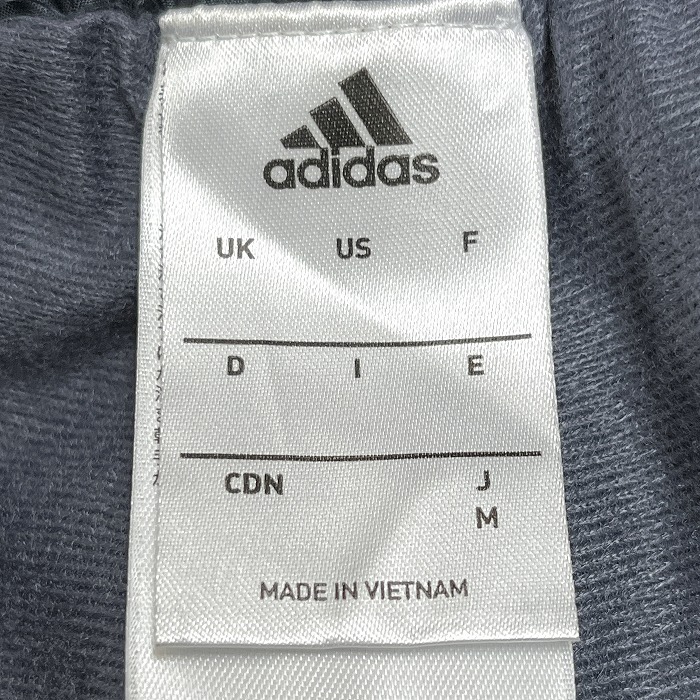 adidas
UK US F
D I E
CDN J
M
MADE IN VIETNAM